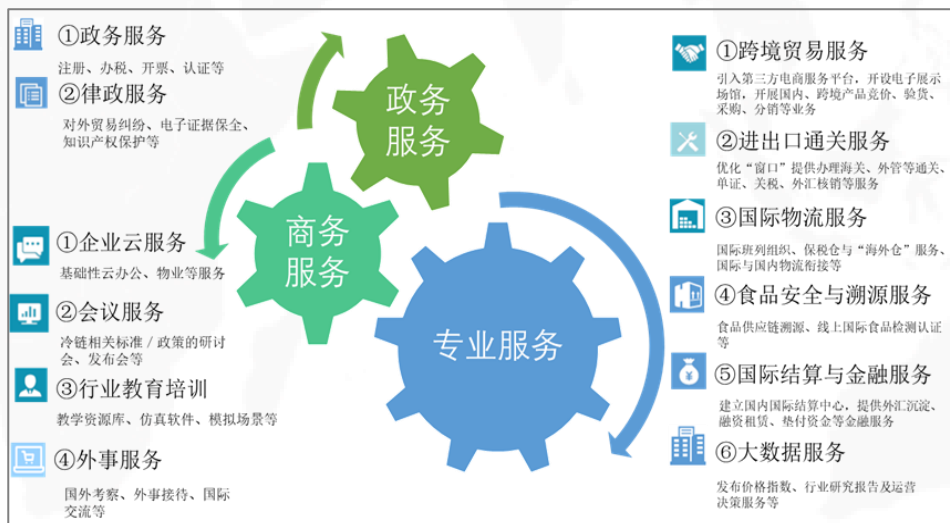 ①政务服务
注册、办税、开票、认证等
②律政服务
对外贸易纠纷、电子证据保全、
知识产权保护等
①企业云服务
基础性云办公、物业等服务
②会议服务
冷链相关标准/政策的研讨
会、发布会等
③行业教育培训
教学资源库、仿真软件、模拟场景等
④外事服务
国外考察、外事接待、国际
交流等
政务
服务
商务
服务
专业服务
①跨境贸易服务
引入第三方电商服务平台，开设电子展示
场馆，开展国内、跨境产品竞价、验货、
采购、分销等业务
②进出口通关服务
优化“窗口”提供办理海关、外管等通关、
单证、关税、外汇核销等服务
③国际物流服务
国际班列组织、保税仓与“海外仓”服务、
国际与国内物流衔接等
④食品安全与溯源服务
食品供应链溯源、线上国际食品检测认证
等
⑤国际结算与金融服务
建立国内国际结算中心，提供外汇沉淀、
融资租赁、垫付资金等金融服务
⑥大数据服务
发布价格指数、行业研究报告及运营
决策服务等